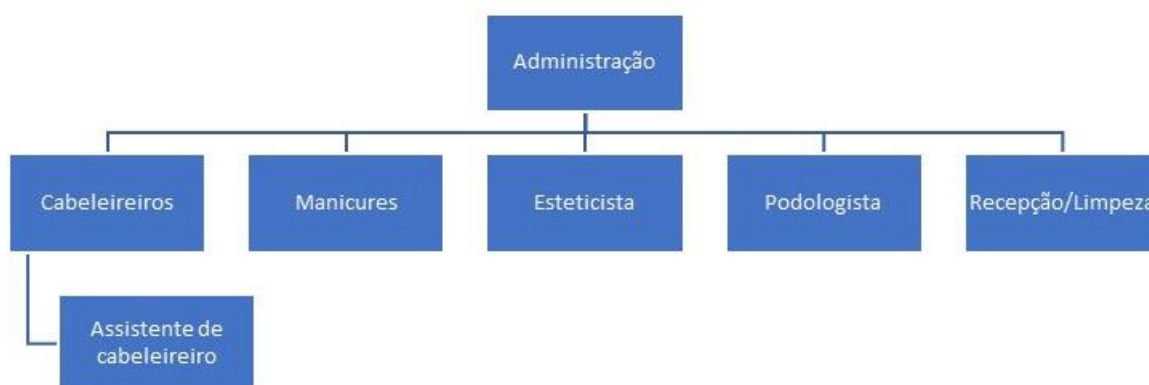 Administração
Cabeleireiros
Manicures
Esteticista
Podologista
Recepção/Limpeza
Assistente de
cabeleireiro